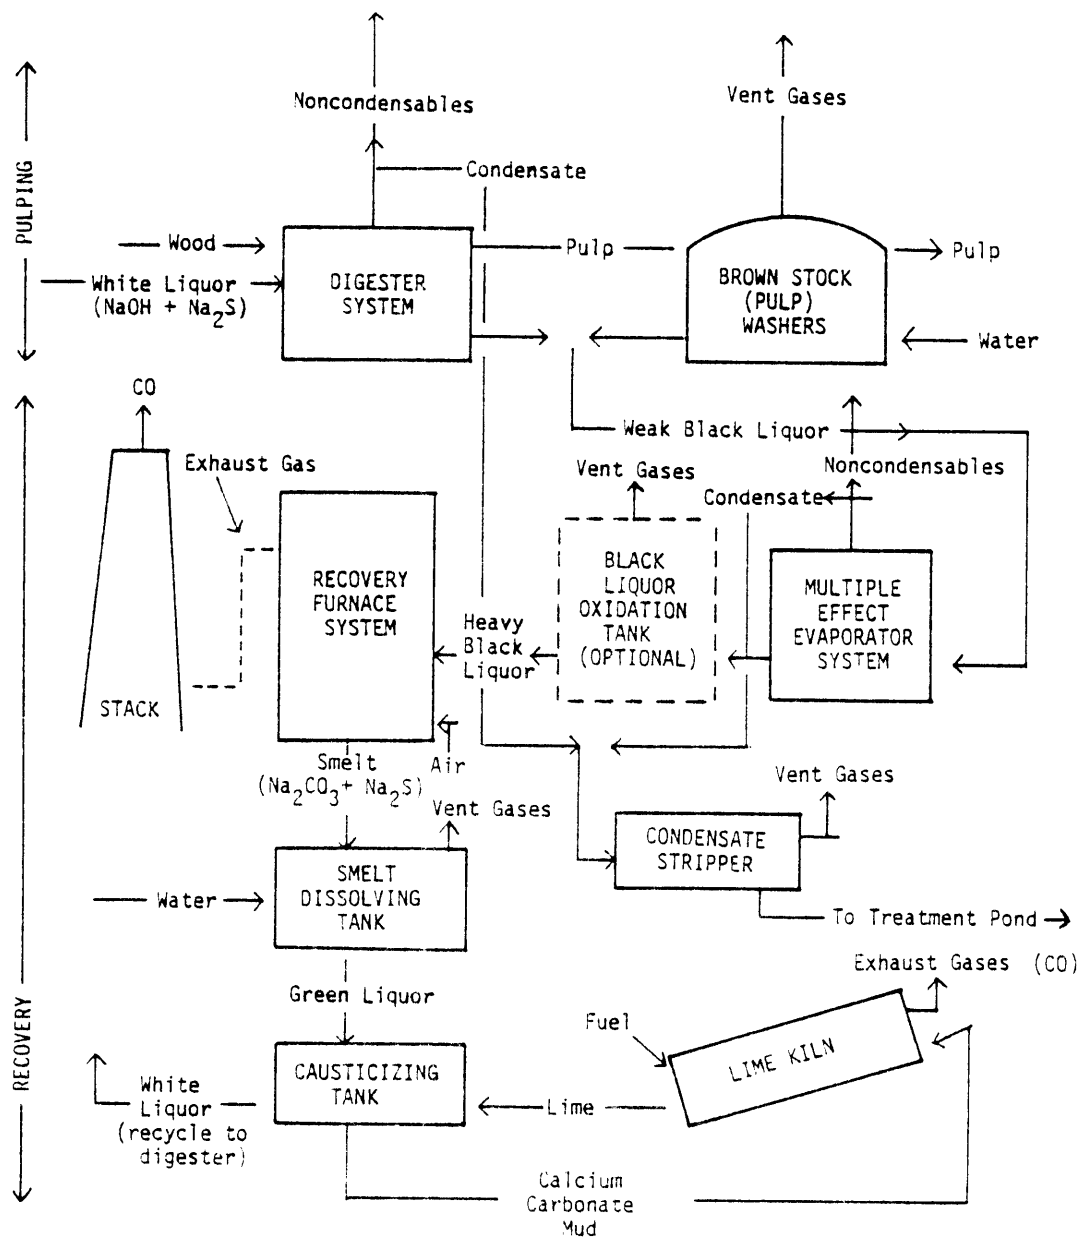 Noncondensables
Vent Gases
Condensate
PULPING
Wood
Pulp
Pulp
White Liquor
(NaOH + Na2S)
DIGESTER
SYSTEM
BROWN STOCK
(PULP)
WASHERS
Water
CO
Weak Black Liquor
Exhaust Gas
Vent Gases
Noncondensables
Condensate
RECOVERY
FURNACE
SYSTEM
BLACK
LIQUOR
OXIDATION
TANK
(OPTIONAL)
MULTIPLE
EFFECT
EVAPORATOR
SYSTEM
Heavy
Black
Liquor
STACK
Smelt
(Na2CO3+ Na2S)
Air
Vent Gases
Vent Gases
CONDENSATE
STRIPPER
SMELT
DISSOLVING
TANK
Water
To Treatment Pond
Exhaust Gases (CO)
Green Liquor
Fuel
LIME KILN
RECOVERY
CAUSTICIZING
TANK
White
Liquor
(recycle to
digester)
Lime
Calcium
Carbonate
Mud